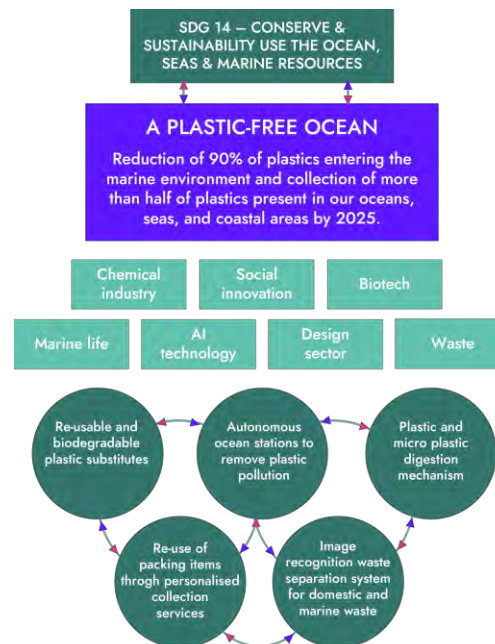 SDG 14 – CONSERVE &
SUSTAINABILITY USE THE OCEAN,
SEAS & MARINE RESOURCES
A PLASTIC-FREE OCEAN
Reduction of 90% of plastics entering the
marine environment and collection of more
than half of plastics present in our oceans,
seas, and coastal areas by 2025.
Chemical
industry
Social
innovation
Biotech
Marine life
AI
technology
Design
sector
Waste
Re-usable and
biodegradable
plastic substitutes
Autonomous
ocean stations to
remove plastic
pollution
Plastic and
micro plastic
digestion
mechanism
Re-use of
packing items
throgh personalised
collection
services
Image
recognition waste
separation system
for domestic and
marine waste